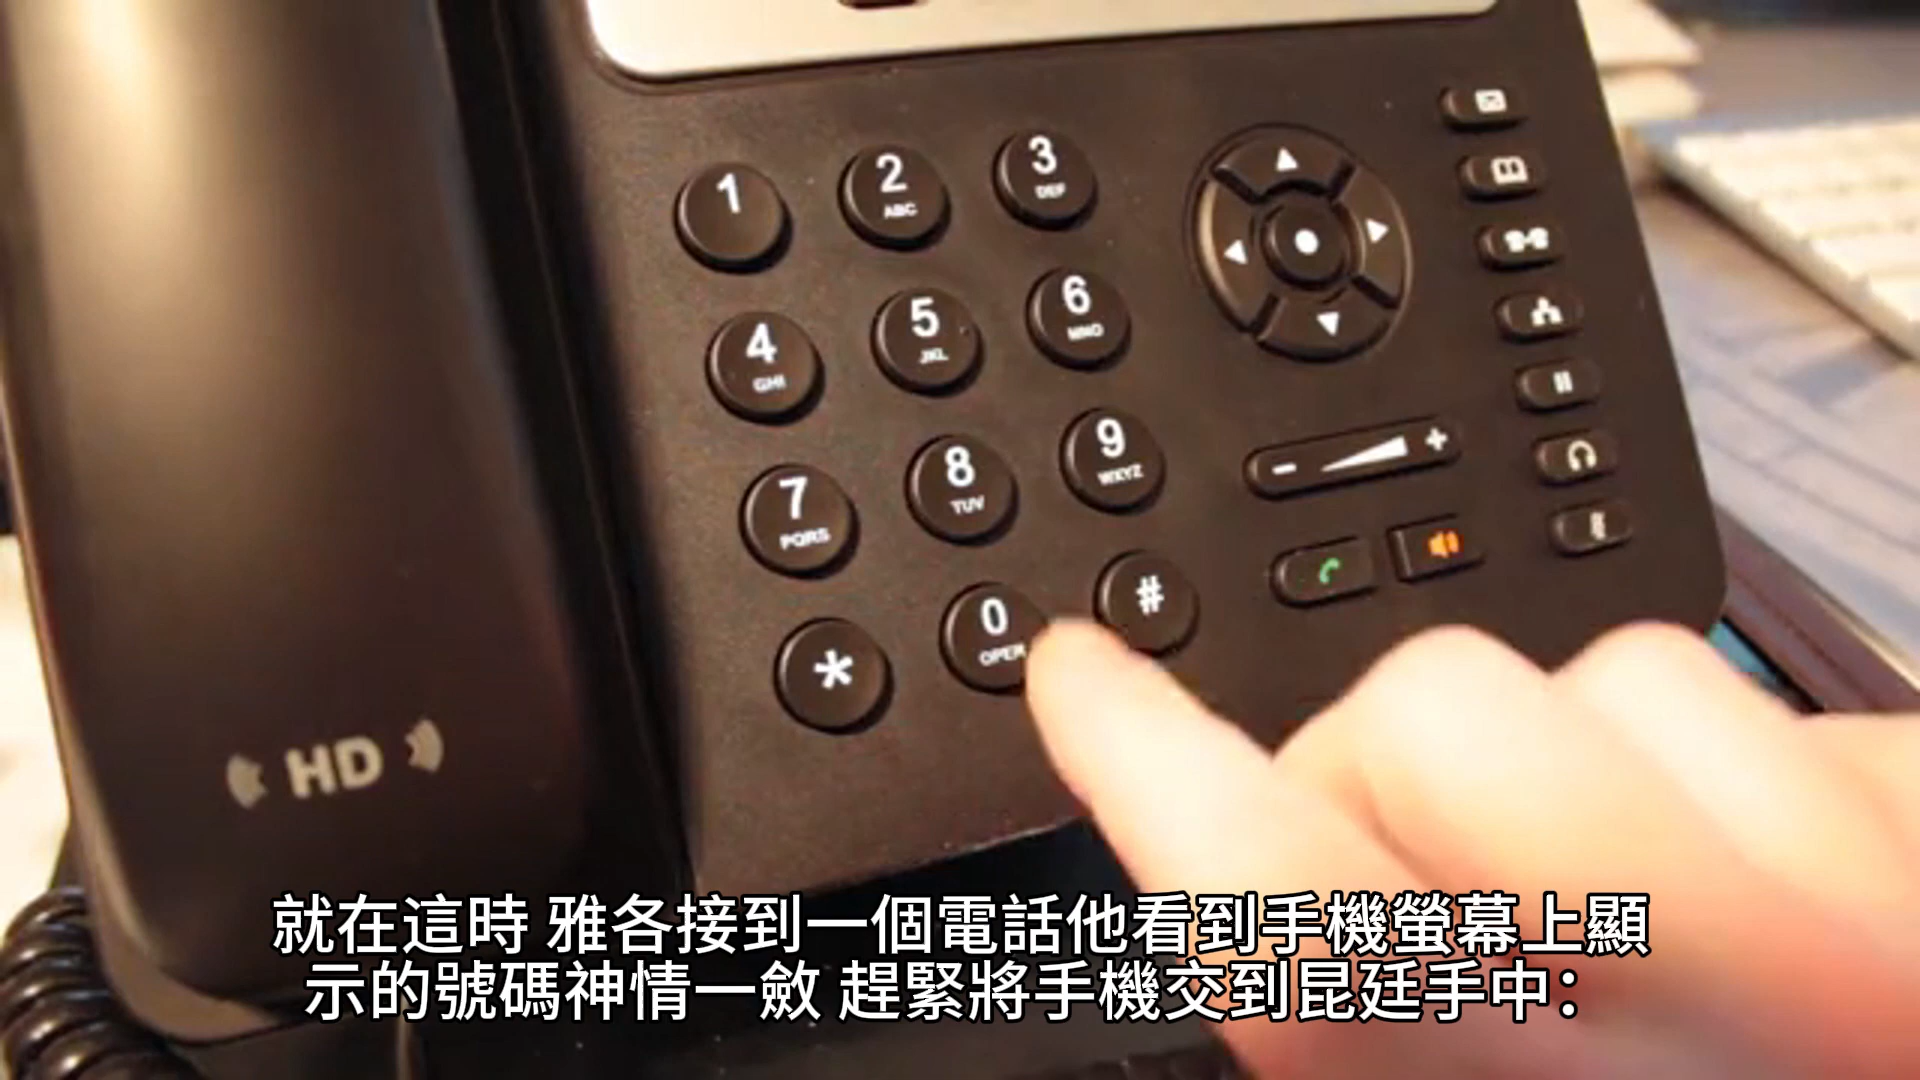 1
2
ABC
3
DEF
4
GHI
5
JKL
6
MNO
7
PQRS
8
TUV
9
WXYZ
*
0
OPER
#
- +
HD
就在這時 雅各接到一個電話他看到手機螢幕上顯
示的號碼神情一斂 趕緊將手機交到昆廷手中：